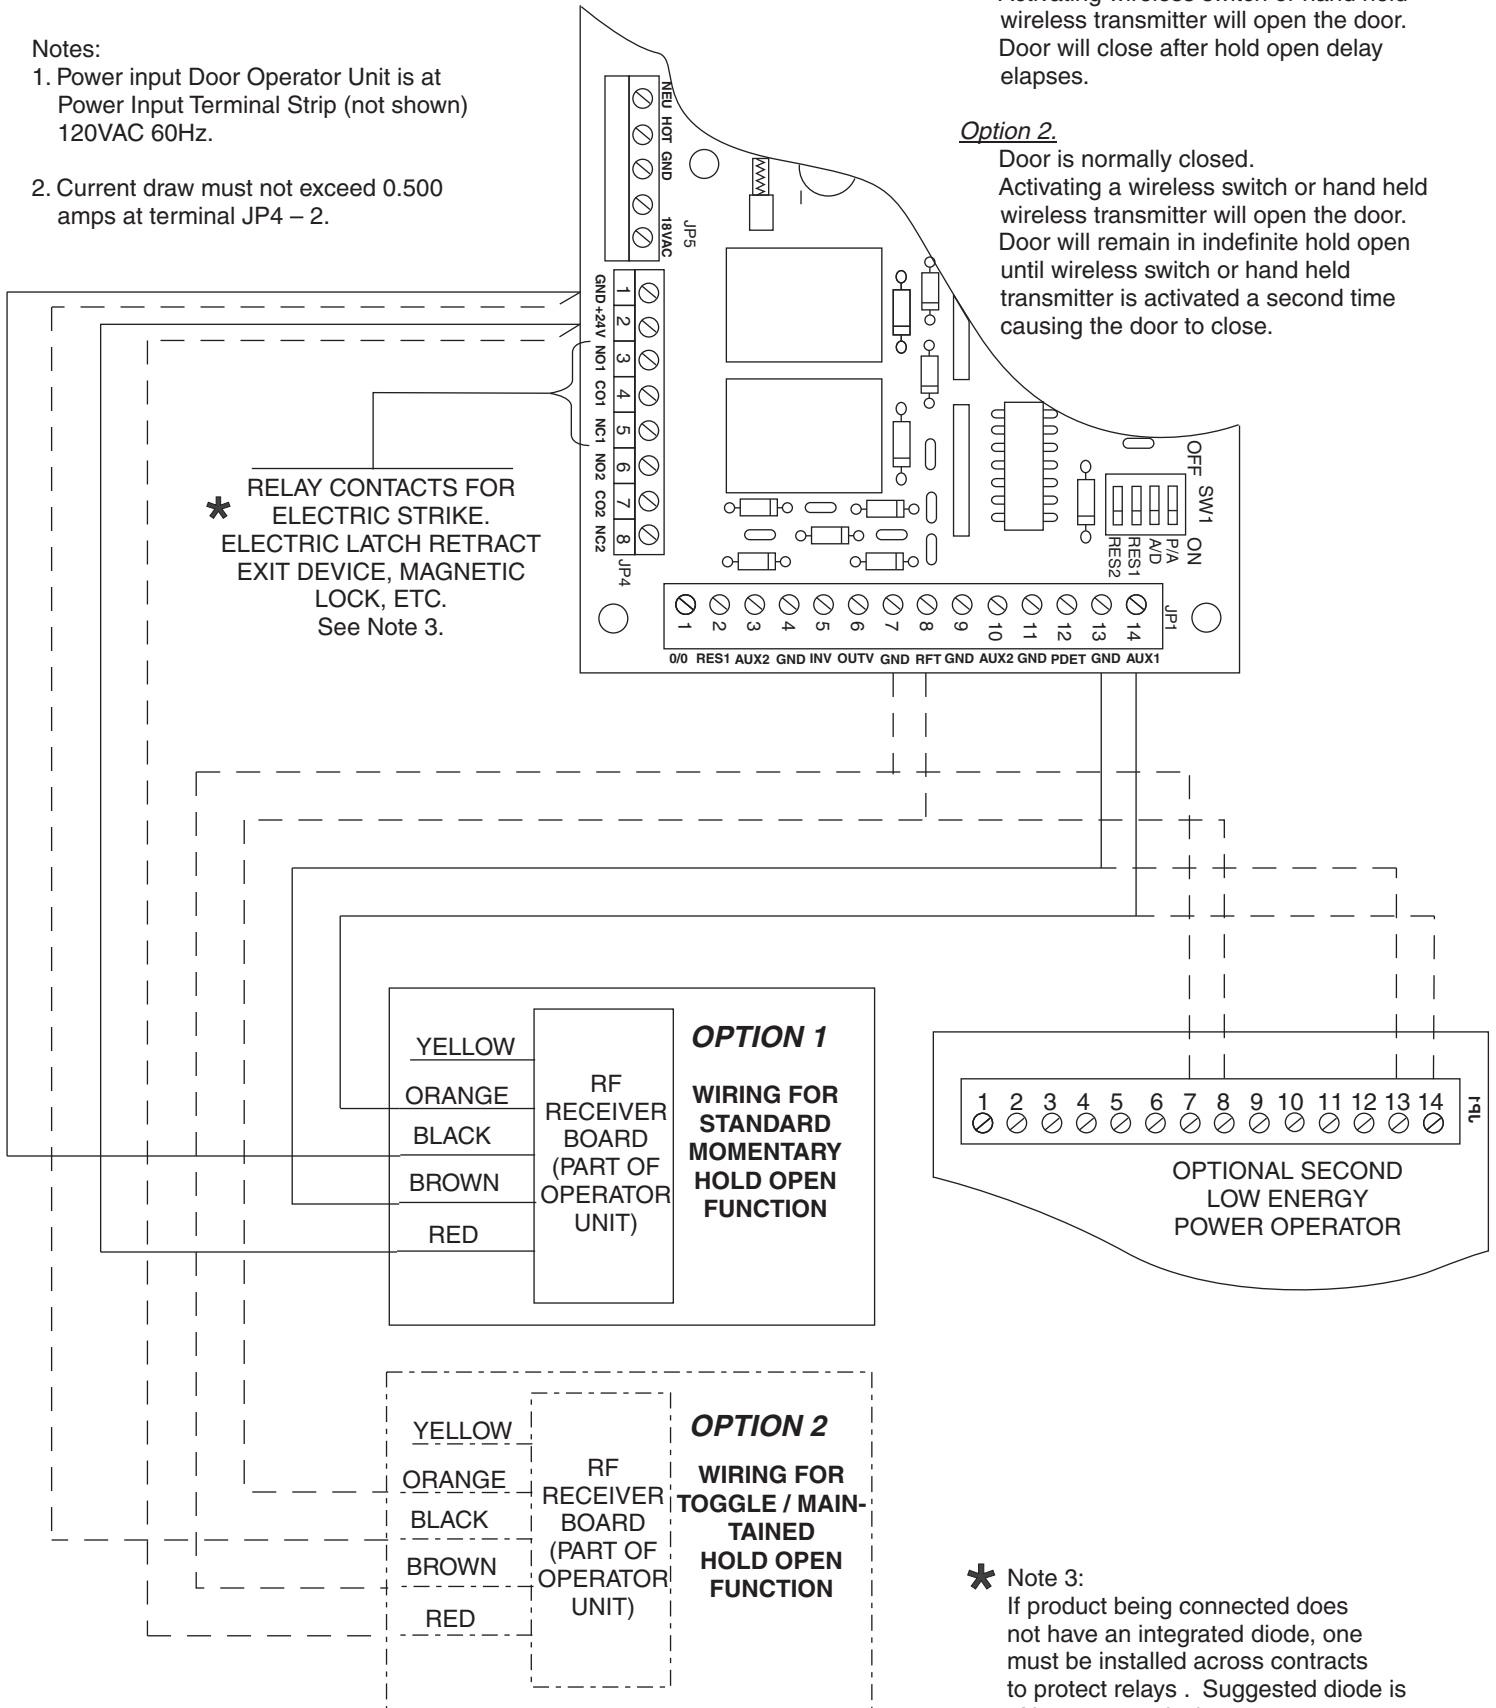 Notes:
1. Power input Door Operator Unit is at
Power Input Terminal Strip (not shown)
120VAC 60Hz.
2. Current draw must not exceed 0.500
amps at terminal JP4 – 2.
wireless transmitter will open the door.
Door will close after hold open delay
elapses.
Option 2.
Door is normally closed.
Activating a wireless switch or hand held
wireless transmitter will open the door.
Door will remain in indefinite hold open
until wireless switch or hand held
transmitter is activated a second time
causing the door to close.
NEU HOT GND 18VAC
JP5
GND +24V NO1 CO1 NC1 NO2 CO2 NC2
1 2 3 4 5 6 7 8
JP4
* RELAY CONTACTS FOR
ELECTRIC STRIKE.
ELECTRIC LATCH RETRACT
EXIT DEVICE, MAGNETIC
LOCK, ETC.
See Note 3.
OFF SW1 ON
RES2 RES1 A/D P/A
1 2 3 4 5 6 7 8 9 10 11 12 13 14
JP1
0/0 RES1 AUX2 GND INV OUTV GND RFT GND AUX2 GND PDET GND AUX1
OPTION 1
WIRING FOR
STANDARD
MOMENTARY
HOLD OPEN
FUNCTION
YELLOW
ORANGE
BLACK
BROWN
RED
RF
RECEIVER
BOARD
(PART OF
OPERATOR
UNIT)
1 2 3 4 5 6 7 8 9 10 11 12 13 14
JP1
OPTIONAL SECOND
LOW ENERGY
POWER OPERATOR
OPTION 2
WIRING FOR
TOGGLE / MAIN-
TAINED
HOLD OPEN
FUNCTION
YELLOW
ORANGE
BLACK
BROWN
RED
RF
RECEIVER
BOARD
(PART OF
OPERATOR
UNIT)
* Note 3:
If product being connected does
not have an integrated diode, one
must be installed across contracts
to protect relays . Suggested diode is